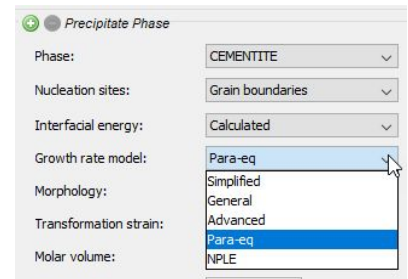 Precipitate Phase
Phase: CEMENTITE
Nucleation sites: Grain boundaries
Interfacial energy: Calculated
Growth rate model: Para-eq
Simplified
Morphology: General
Advanced
Transformation strain: Para-eq
Molar volume: NPLE